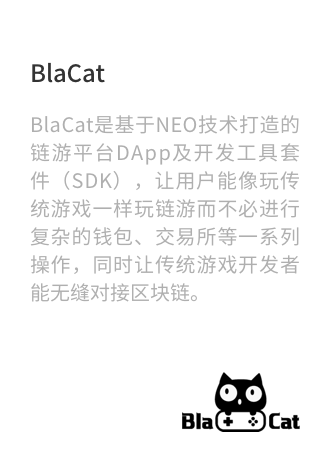 BlaCat
BlaCat是基于NEO技术打造的
链游平台DApp及开发工具套
件（SDK），让用户能像玩传
统游戏一样玩链游而不必进行
复杂的钱包、交易所等一系列
操作，同时让传统游戏开发者
能无缝对接区块链。
Bla Cat